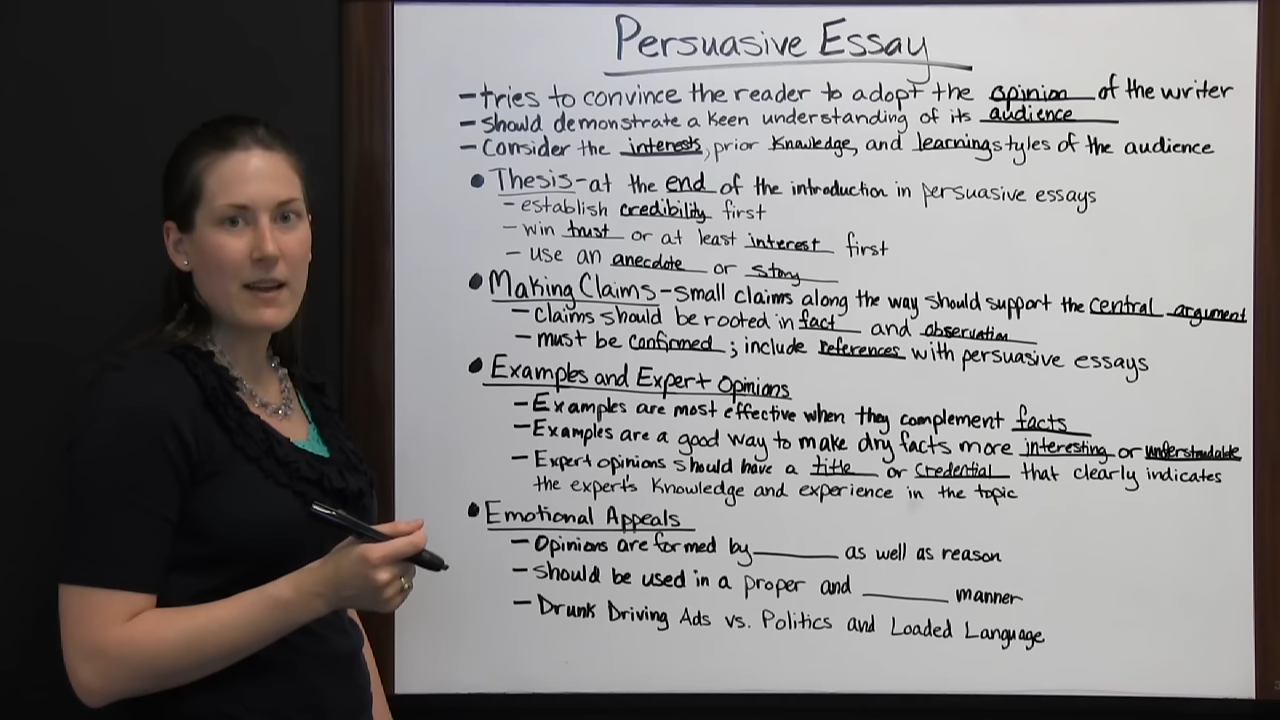 Persuasive Essay
- tries to convince the reader to adopt the opinion of the writer
- should demonstrate a keen understanding of its audience
- Consider the interests, prior Knowledge, and learning styles of the audience
• Thesis - at the end of the introduction in persuasive essays
- establish credibility first
- win trust or at least interest first
- use an anecdote or story
• Making Claims - small claims along the way should support the central argument
- claims should be rooted in fact and observation
- must be confirmed; include references with persuasive essays
• Examples and Expert Opinions
- Examples are most effective when they complement facts
- Examples are a good way to make dry facts more interesting or understandable
- Expert opinions should have a title or credential that clearly indicates
the expert's Knowledge and experience in the topic
• Emotional Appeals
- Opinions are formed by ________ as well as reason
- should be used in a proper and ________ manner
- Drunk Driving Ads vs. Politics and Loaded Language